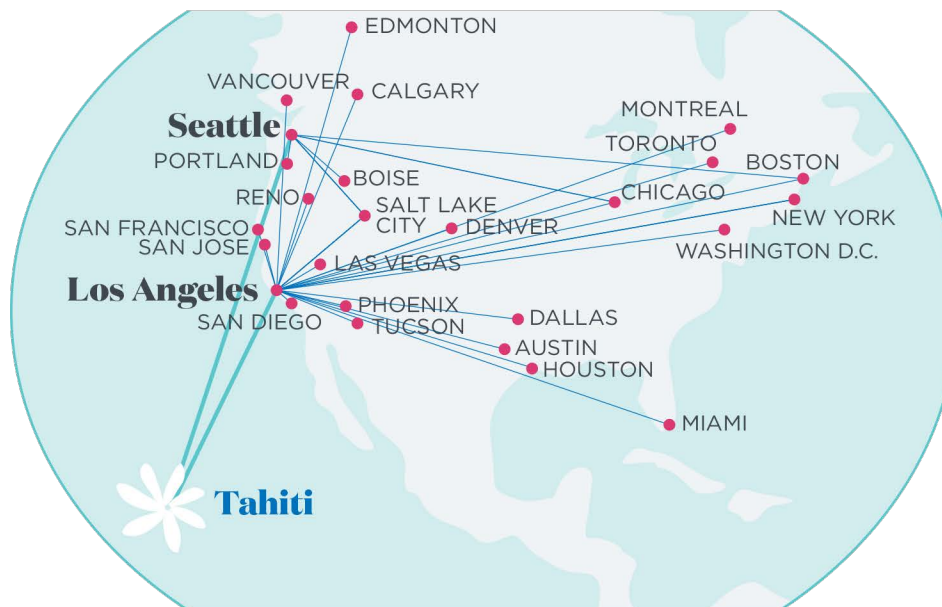 EDMONTON
VANCOUVER
CALGARY
MONTREAL
Seattle
TORONTO
PORTLAND
BOSTON
BOISE
RENO
CHICAGO
SALT LAKE
CITY
NEW YORK
SAN FRANCISCO
DENVER
SAN JOSE
WASHINGTON D.C.
LAS VEGAS
Los Angeles
PHOENIX
SAN DIEGO
TUCSON
DALLAS
AUSTIN
HOUSTON
MIAMI
Tahiti